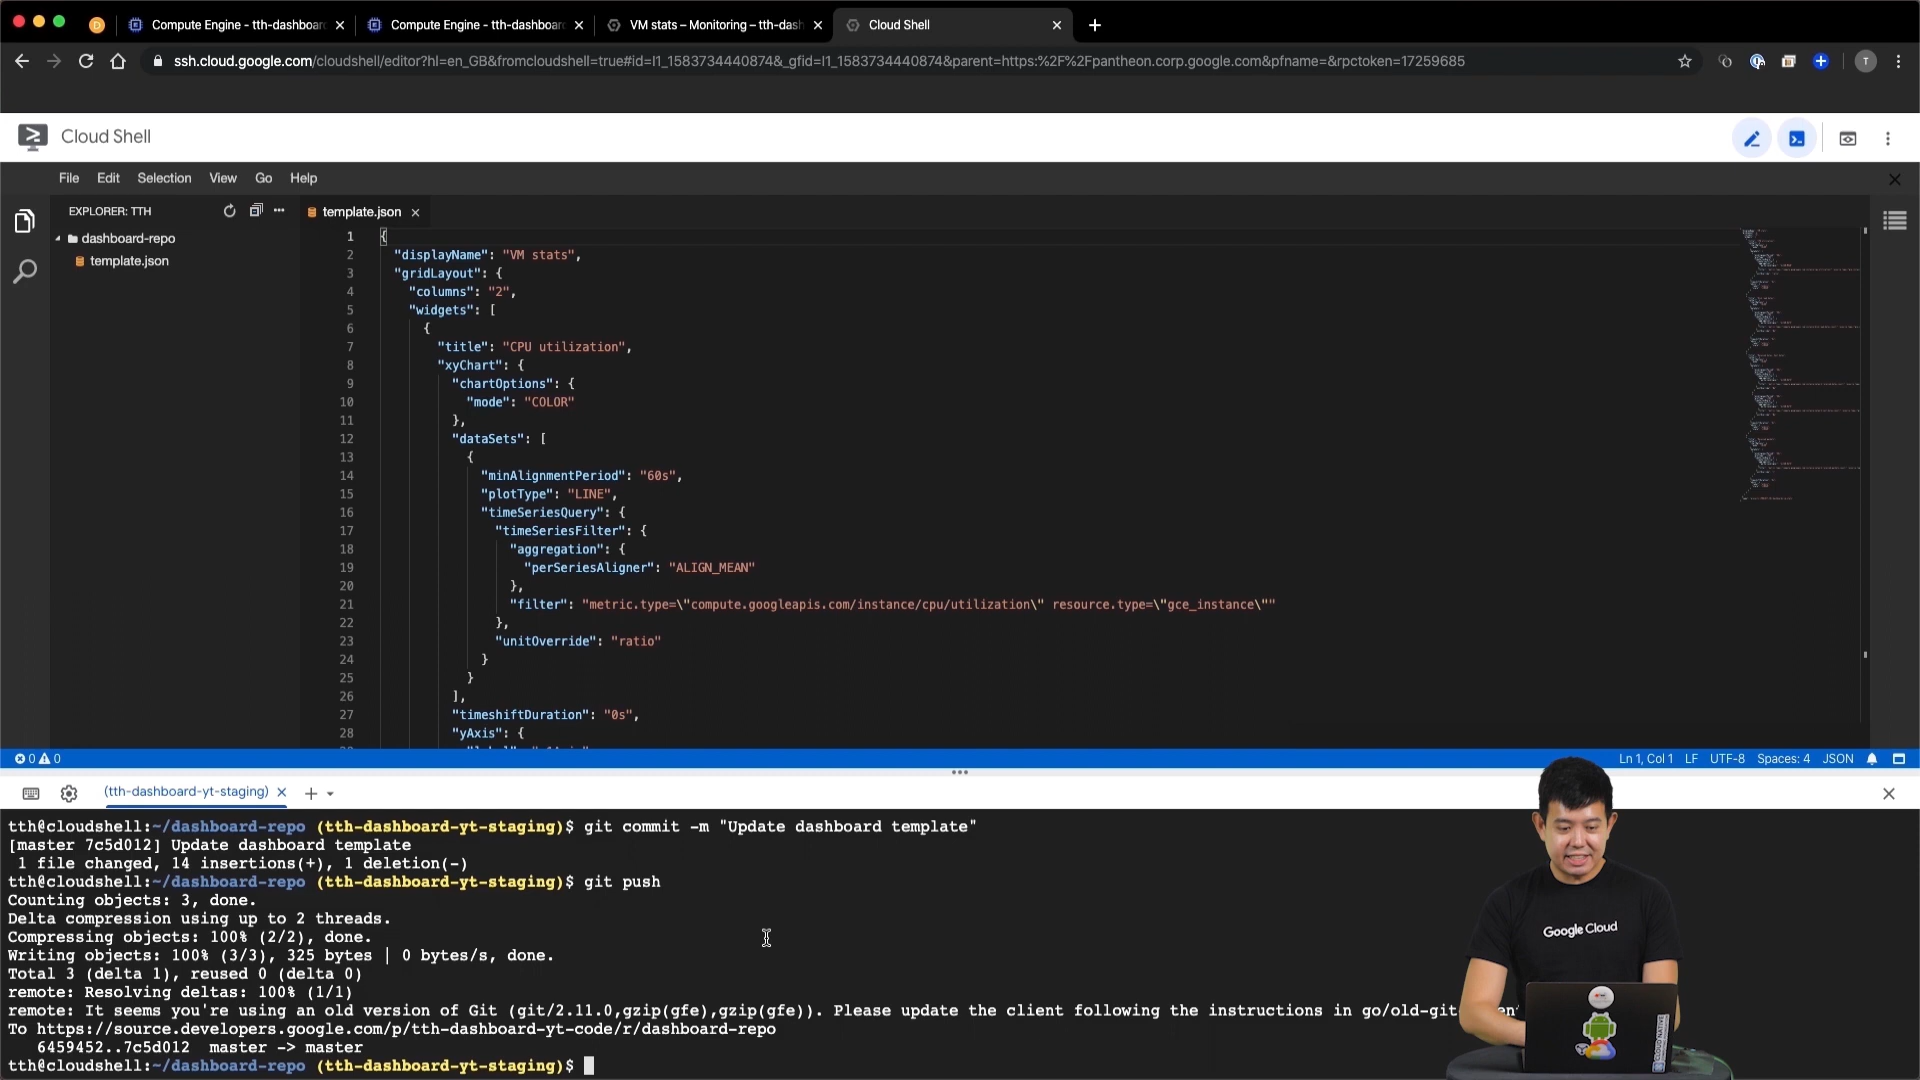 Compute Engine - tth-dashboar
Compute Engine - tth-dashboar
VM stats – Monitoring – tth-dash
Cloud Shell
ssh.cloud.google.com/cloudshell/editor?hl=en_GB&fromcloudshell=true#id=I1_1583734440874&_gfid=I1_1583734440874&parent=https:%2F%2Fpantheon.corp.google.com&pfname=&rpctoken=17259685
T
Cloud Shell
File Edit Selection View Go Help
EXPLORER: TTH
template.json
dashboard-repo
template.json
1 {
2 "displayName": "VM stats",
3 "gridLayout": {
4 "columns": "2",
5 "widgets": [
6 {
7 "title": "CPU utilization",
8 "xyChart": {
9 "chartOptions": {
10 "mode": "COLOR"
11 },
12 "dataSets": [
13 {
14 "minAlignmentPeriod": "60s",
15 "plotType": "LINE",
16 "timeSeriesQuery": {
17 "timeSeriesFilter": {
18 "aggregation": {
19 "perSeriesAligner": "ALIGN_MEAN"
20 },
21 "filter": "metric.type=\"compute.googleapis.com/instance/cpu/utilization\" resource.type=\"gce_instance\""
22 },
23 "unitOverride": "ratio"
24 }
25 }
26 ],
27 "timeshiftDuration": "0s",
28 "yAxis": {
0 0
Ln 1, Col 1 LF UTF-8 Spaces: 4 JSON
(tth-dashboard-yt-staging)
tth@cloudshell:~/dashboard-repo (tth-dashboard-yt-staging)$ git commit -m "Update dashboard template"
[master 7c5d012] Update dashboard template
1 file changed, 14 insertions(+), 1 deletion(-)
tth@cloudshell:~/dashboard-repo (tth-dashboard-yt-staging)$ git push
Counting objects: 3, done.
Delta compression using up to 2 threads.
Compressing objects: 100% (2/2), done.
Writing objects: 100% (3/3), 325 bytes | 0 bytes/s, done.
Total 3 (delta 1), reused 0 (delta 0)
remote: Resolving deltas: 100% (1/1)
remote: It seems you're using an old version of Git (git/2.11.0,gzip(gfe),gzip(gfe)). Please update the client following the instructions in go/old-git
To https://source.developers.google.com/p/tth-dashboard-yt-code/r/dashboard-repo
6459452..7c5d012 master -> master
tth@cloudshell:~/dashboard-repo (tth-dashboard-yt-staging)$
Google Cloud